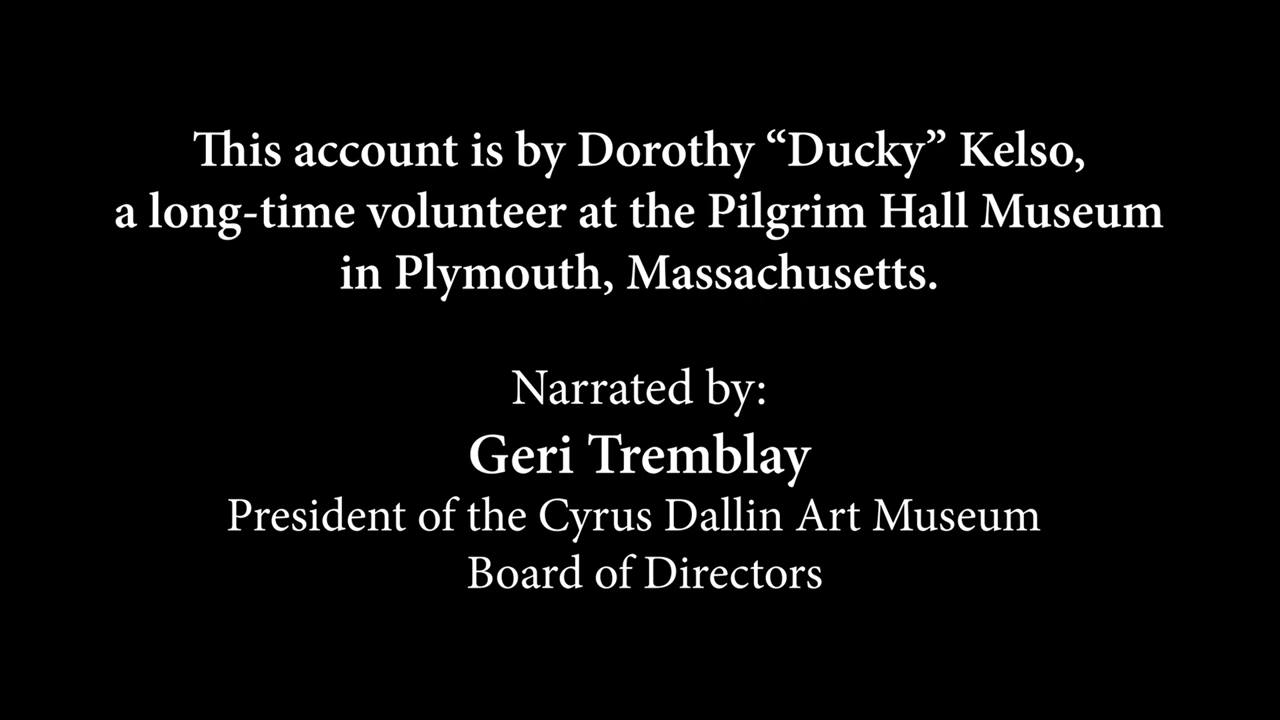 This account is by Dorothy “Ducky” Kelso,
a long-time volunteer at the Pilgrim Hall Museum
in Plymouth, Massachusetts.
Narrated by:
Geri Tremblay
President of the Cyrus Dallin Art Museum
Board of Directors